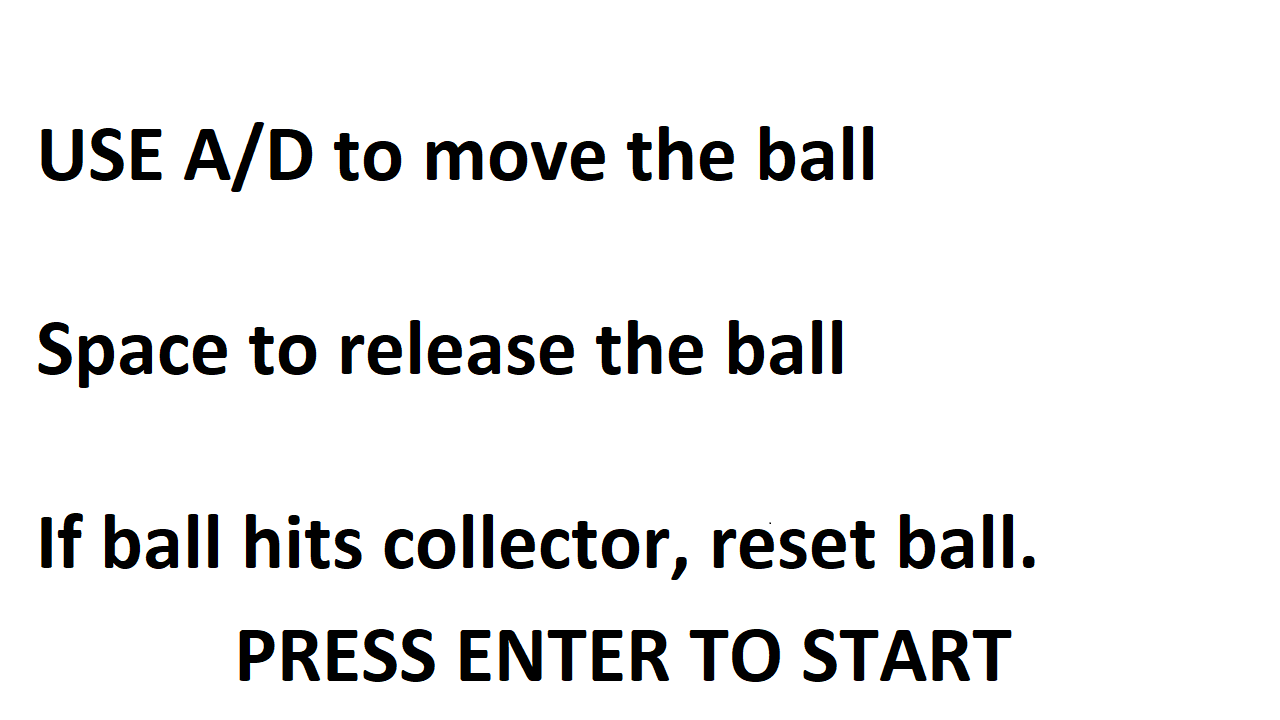 USE A/D to move the ball
Space to release the ball
If ball hits collector, reset ball.
PRESS ENTER TO START